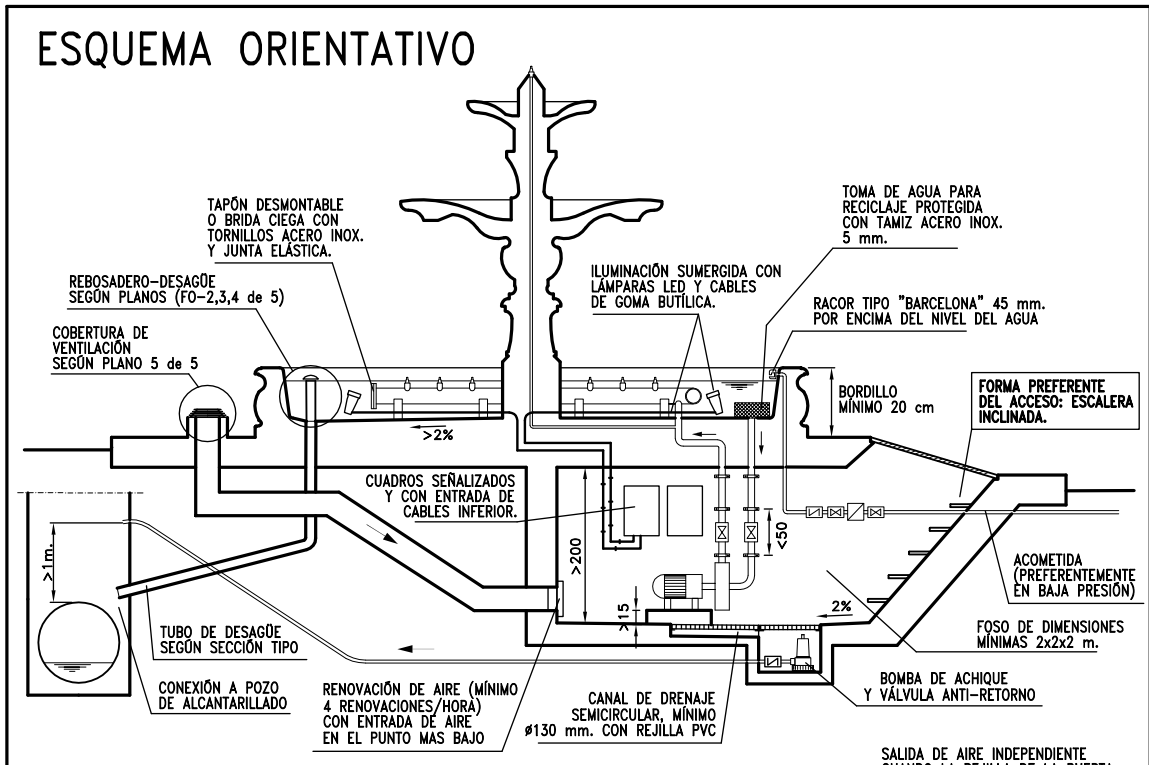 ESQUEMA ORIENTATIVO
TAPÓN DESMONTABLE
O BRIDA CIEGA CON
TORNILLOS ACERO INOX.
Y JUNTA ELÁSTICA.
REBOSADERO-DESAGÜE
SEGÚN PLANOS (FO-2,3,4 de 5)
COBERTURA DE
VENTILACIÓN
SEGÚN PLANO 5 de 5
ILUMINACIÓN SUMERGIDA CON
LÁMPARAS LED Y CABLES
DE GOMA BUTÍLICA.
TOMA DE AGUA PARA
RECICLAJE PROTEGIDA
CON TAMIZ ACERO INOX.
5 mm.
RACOR TIPO "BARCELONA" 45 mm.
POR ENCIMA DEL NIVEL DEL AGUA
BORDILLO
MÍNIMO 20 cm
FORMA PREFERENTE
DEL ACCESO: ESCALERA
INCLINADA.
>2%
CUADROS SEÑALIZADOS
Y CON ENTRADA DE
CABLES INFERIOR.
>200
<50
>1m.
>15
2%
ACOMETIDA
(PREFERENTEMENTE
EN BAJA PRESIÓN)
FOSO DE DIMENSIONES
MÍNIMAS 2x2x2 m.
TUBO DE DESAGÜE
SEGÚN SECCIÓN TIPO
CONEXIÓN A POZO
DE ALCANTARILLADO
RENOVACIÓN DE AIRE (MÍNIMO
4 RENOVACIONES/HORA)
CON ENTRADA DE AIRE
EN EL PUNTO MAS BAJO
CANAL DE DRENAJE
SEMICIRCULAR, MÍNIMO
ø130 mm. CON REJILLA PVC
BOMBA DE ACHIQUE
Y VÁLVULA ANTI-RETORNO
SALIDA DE AIRE INDEPENDIENTE
CUANDO LA REJILLA DE LA PUERTA